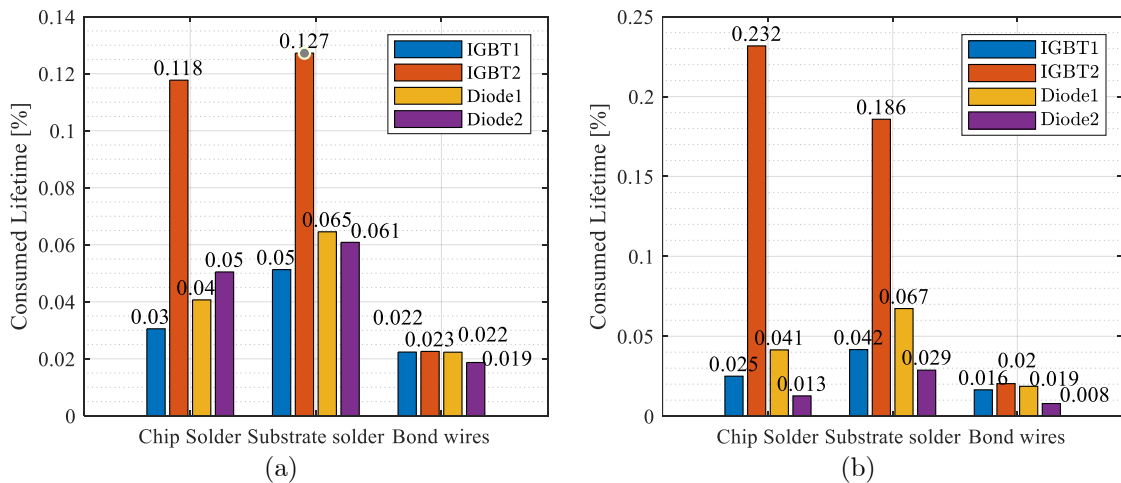 0.14
0.12
0.1
0.08
0.06
0.04
0.02
0
Consumed Lifetime [%]
0.03
0.118
0.04
0.05
0.05
0.127
0.065
0.061
0.022
0.023
0.022
0.019
IGBT1
IGBT2
Diode1
Diode2
Chip Solder Substrate solder Bond wires
(a)
0.25
0.2
0.15
0.1
0.05
0
Consumed Lifetime [%]
0.025
0.232
0.041
0.013
0.042
0.186
0.067
0.029
0.016
0.02
0.019
0.008
IGBT1
IGBT2
Diode1
Diode2
Chip Solder Substrate solder Bond wires
(b)